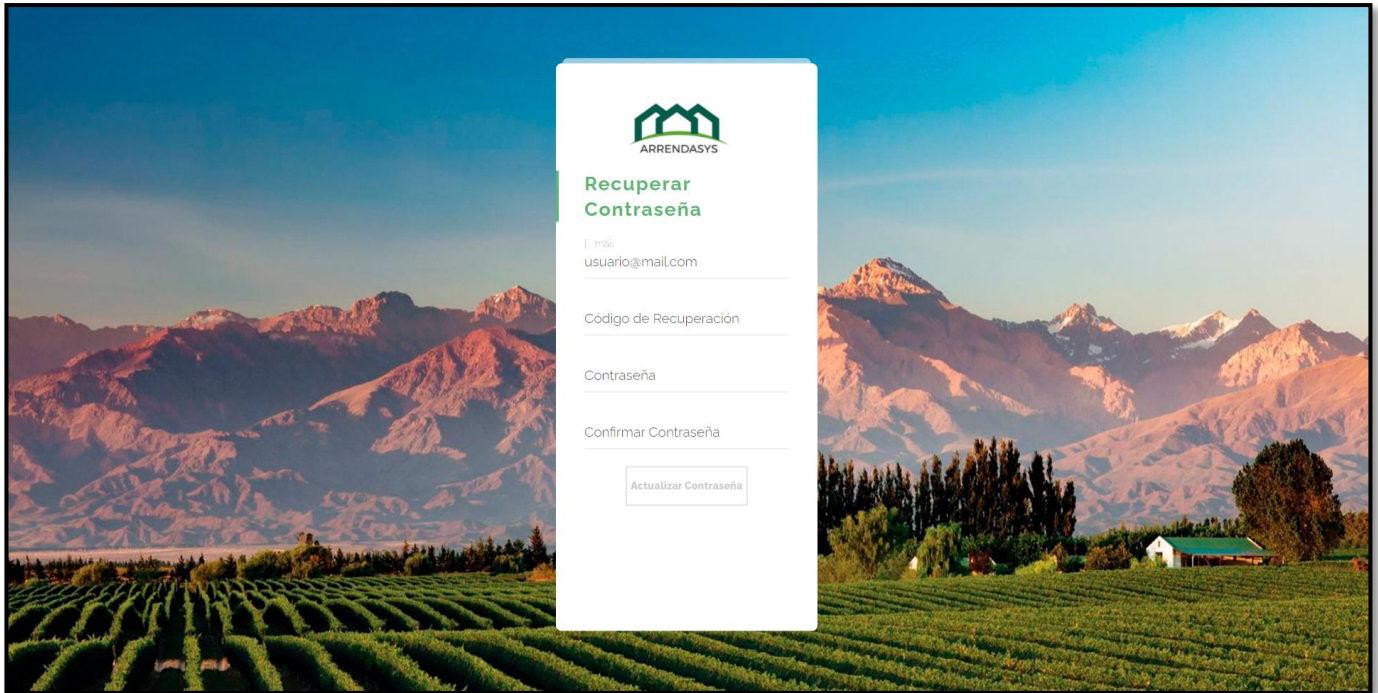 ARRENDASYS
Recuperar
Contraseña
E-mail
usuario@mail.com
Código de Recuperación
Contraseña
Confirmar Contraseña
Actualizar Contraseña